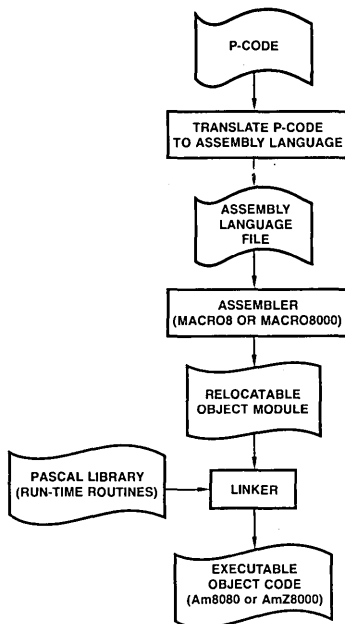 P-CODE
TRANSLATE P-CODE
TO ASSEMBLY LANGUAGE
ASSEMBLY
LANGUAGE
FILE
ASSEMBLER
(MACRO8 OR MACRO8000)
RELOCATABLE
OBJECT MODULE
PASCAL LIBRARY
(RUN-TIME ROUTINES)
LINKER
EXECUTABLE
OBJECT CODE
(Am8080 or AmZ8000)